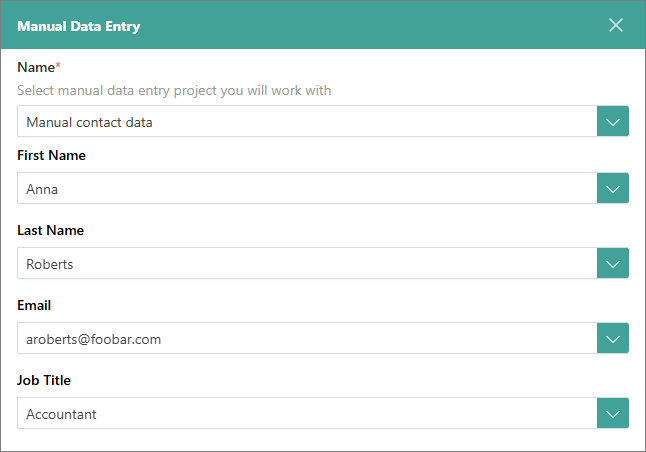 Manual Data Entry
Name*
Select manual data entry project you will work with
Manual contact data
First Name
Anna
Last Name
Roberts
Email
aroberts@foobar.com
Job Title
Accountant